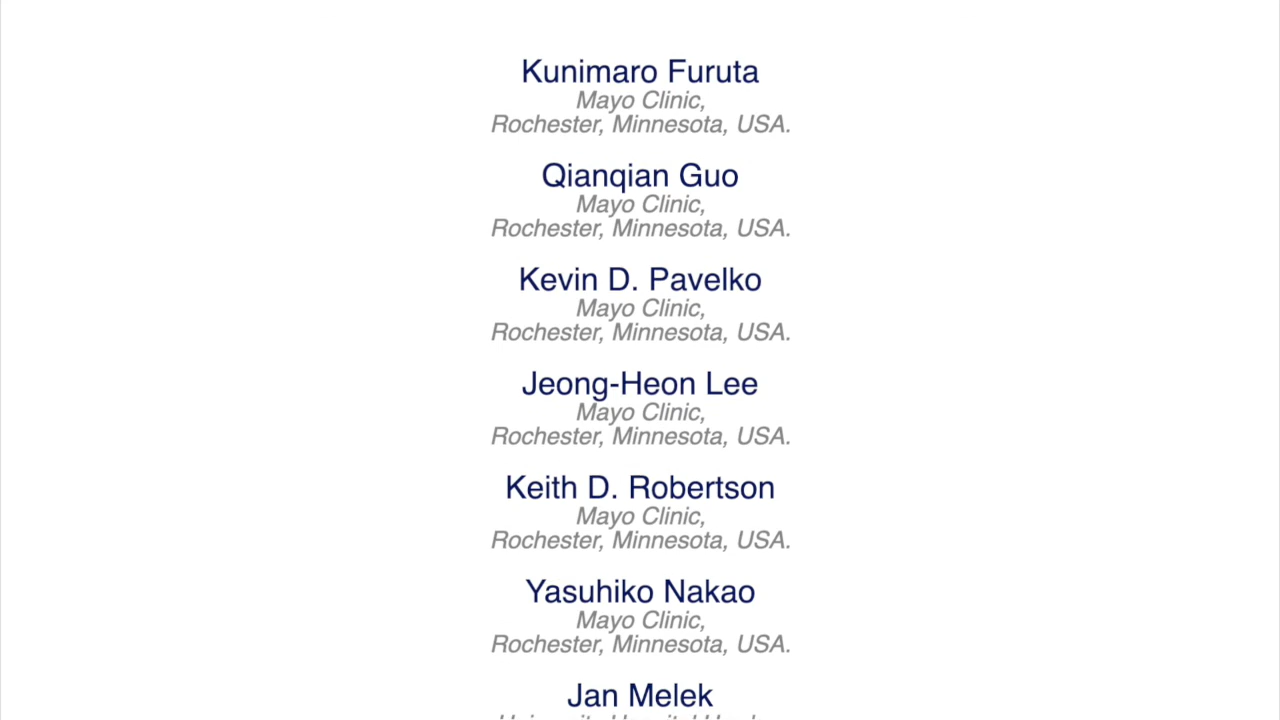 Kunimaro Furuta
Mayo Clinic,
Rochester, Minnesota, USA.
Qianqian Guo
Mayo Clinic,
Rochester, Minnesota, USA.
Kevin D. Pavelko
Mayo Clinic,
Rochester, Minnesota, USA.
Jeong-Heon Lee
Mayo Clinic,
Rochester, Minnesota, USA.
Keith D. Robertson
Mayo Clinic,
Rochester, Minnesota, USA.
Yasuhiko Nakao
Mayo Clinic,
Rochester, Minnesota, USA.
Jan Melek